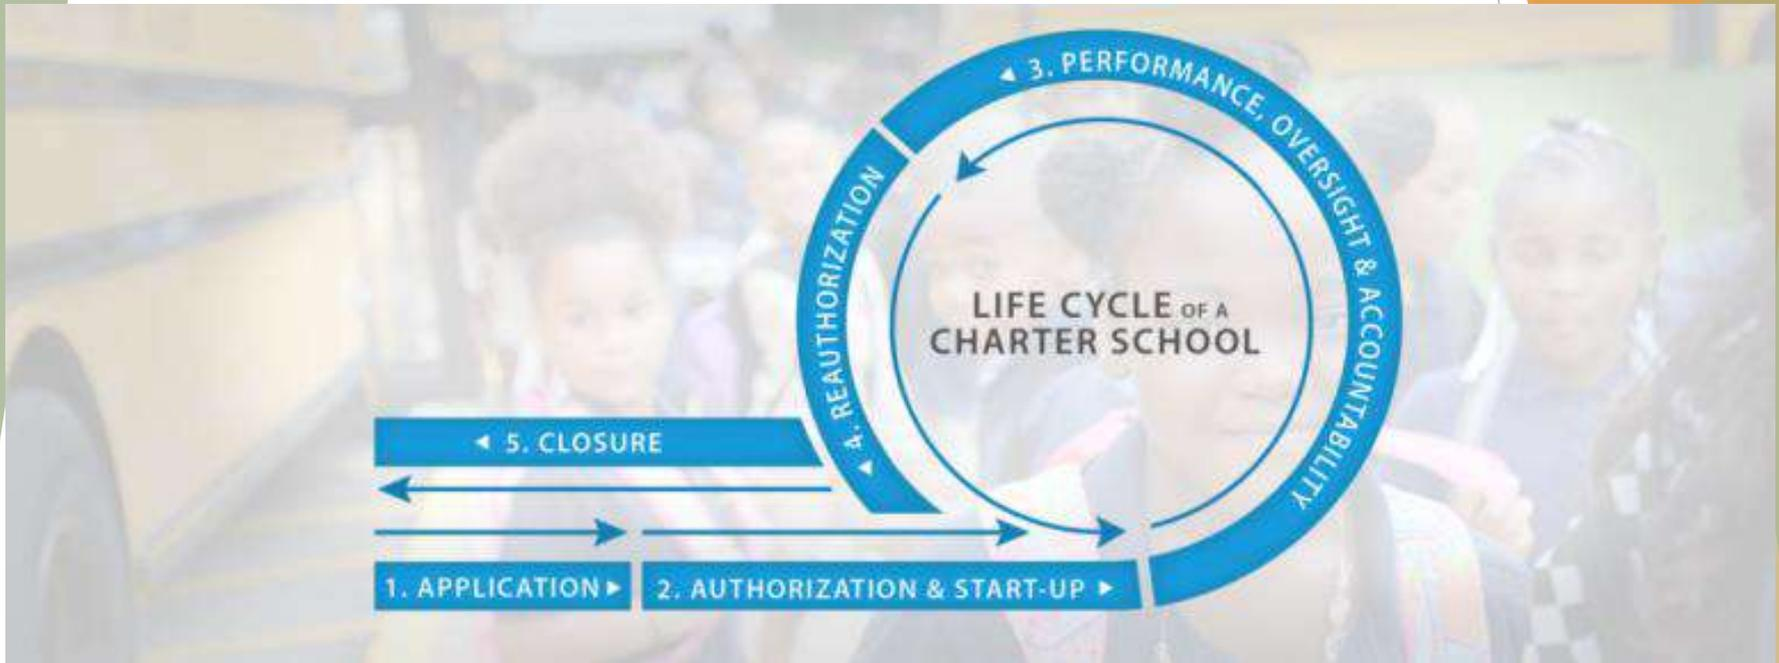 1. APPLICATION ▶
2. AUTHORIZATION & START-UP ▶
◀ 3. PERFORMANCE, OVERSIGHT & ACCOUNTABILITY
◀ 4. REAUTHORIZATION
◀ 5. CLOSURE
LIFE CYCLE OF A
CHARTER SCHOOL